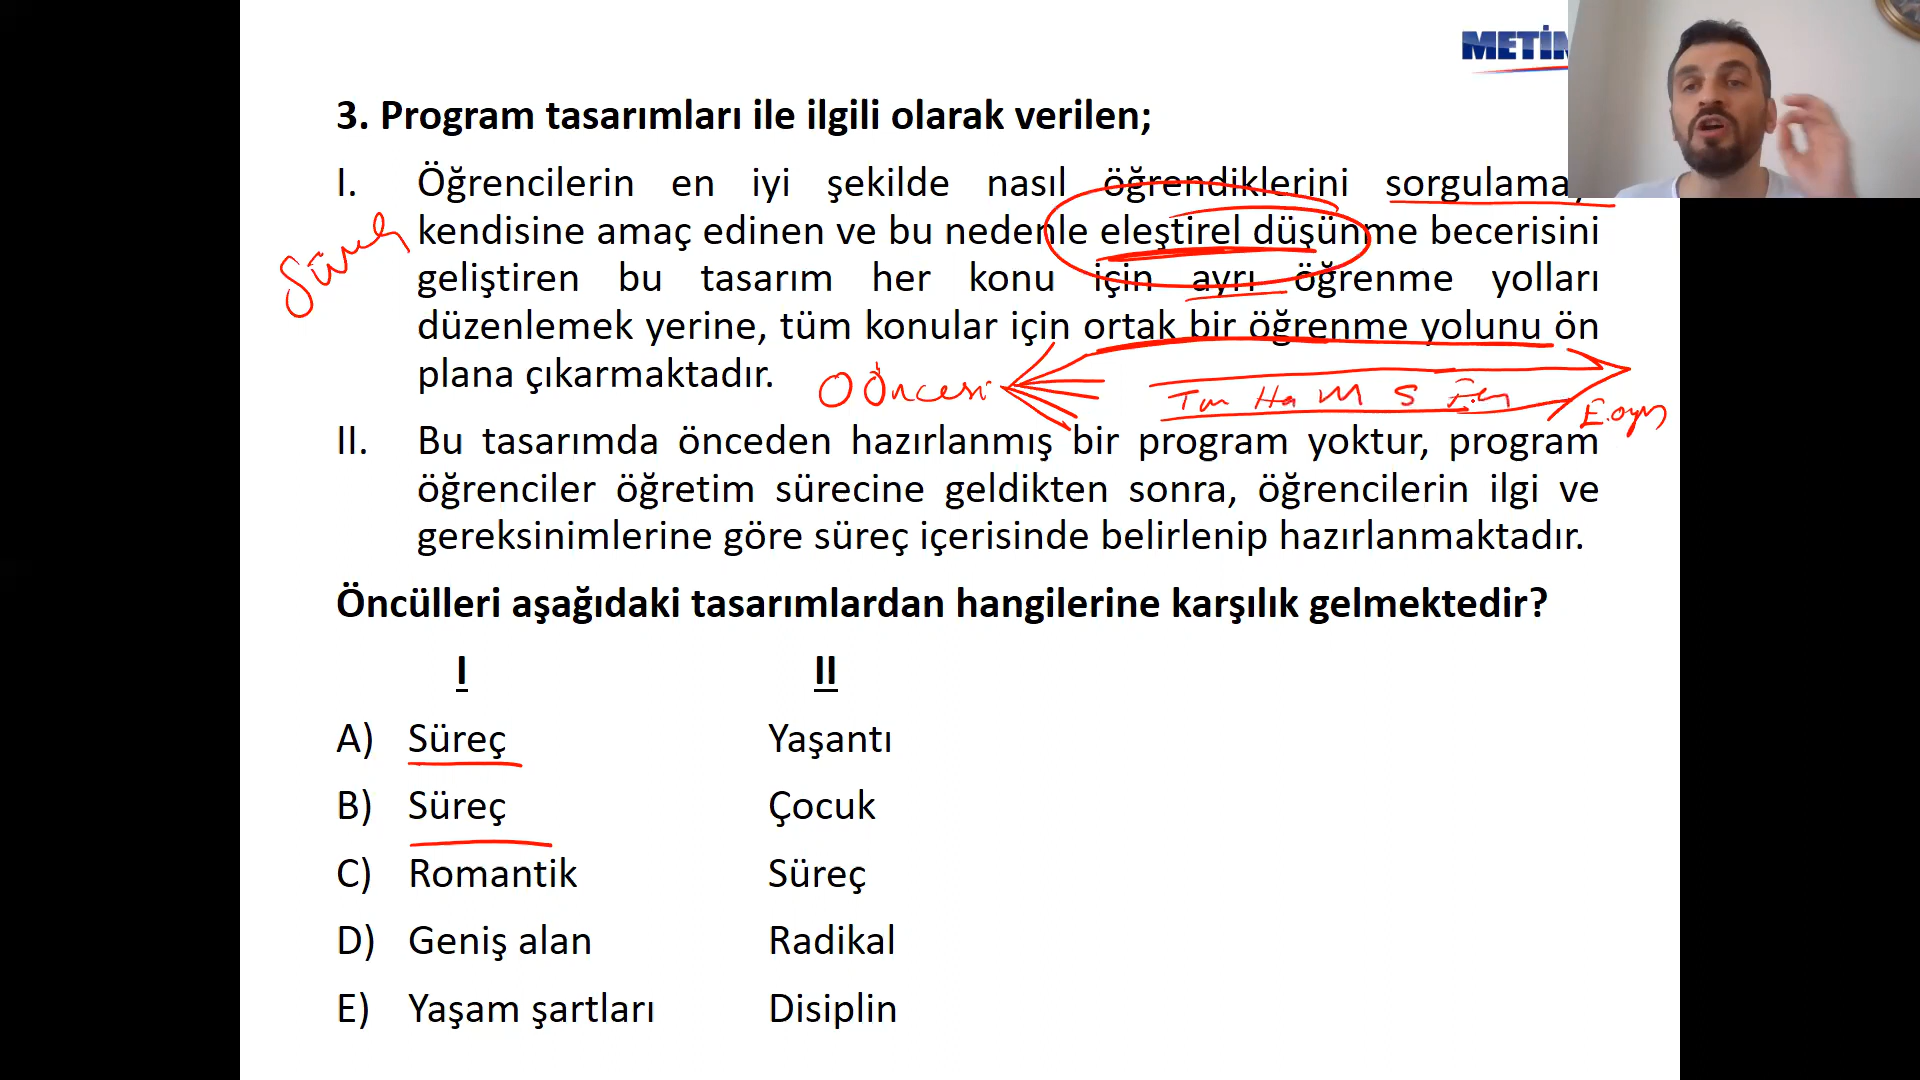 METİ
3. Program tasarımları ile ilgili olarak verilen;
I. Öğrencilerin en iyi şekilde nasıl öğrendiklerini
kendisine amaç edinen ve bu nedenle eleştirel düşünme becerisini
geliştiren bu tasarım her konu için ayrı öğrenme yolları
düzenlemek yerine, tüm konular için ortak bir öğrenme yolunu ön
plana çıkarmaktadır.
Süreç
O Öncesi
M S Fen
E.oyn
II. Bu tasarımda önceden hazırlanmış bir program yoktur, program
öğrenciler öğretim sürecine geldikten sonra, öğrencilerin ilgi ve
gereksinimlerine göre süreç içerisinde belirlenip hazırlanmaktadır.
Öncülleri aşağıdaki tasarımlardan hangilerine karşılık gelmektedir?
I II
A) Süreç Yaşantı
B) Süreç Çocuk
C) Romantik Süreç
D) Geniş alan Radikal
E) Yaşam şartları Disiplin